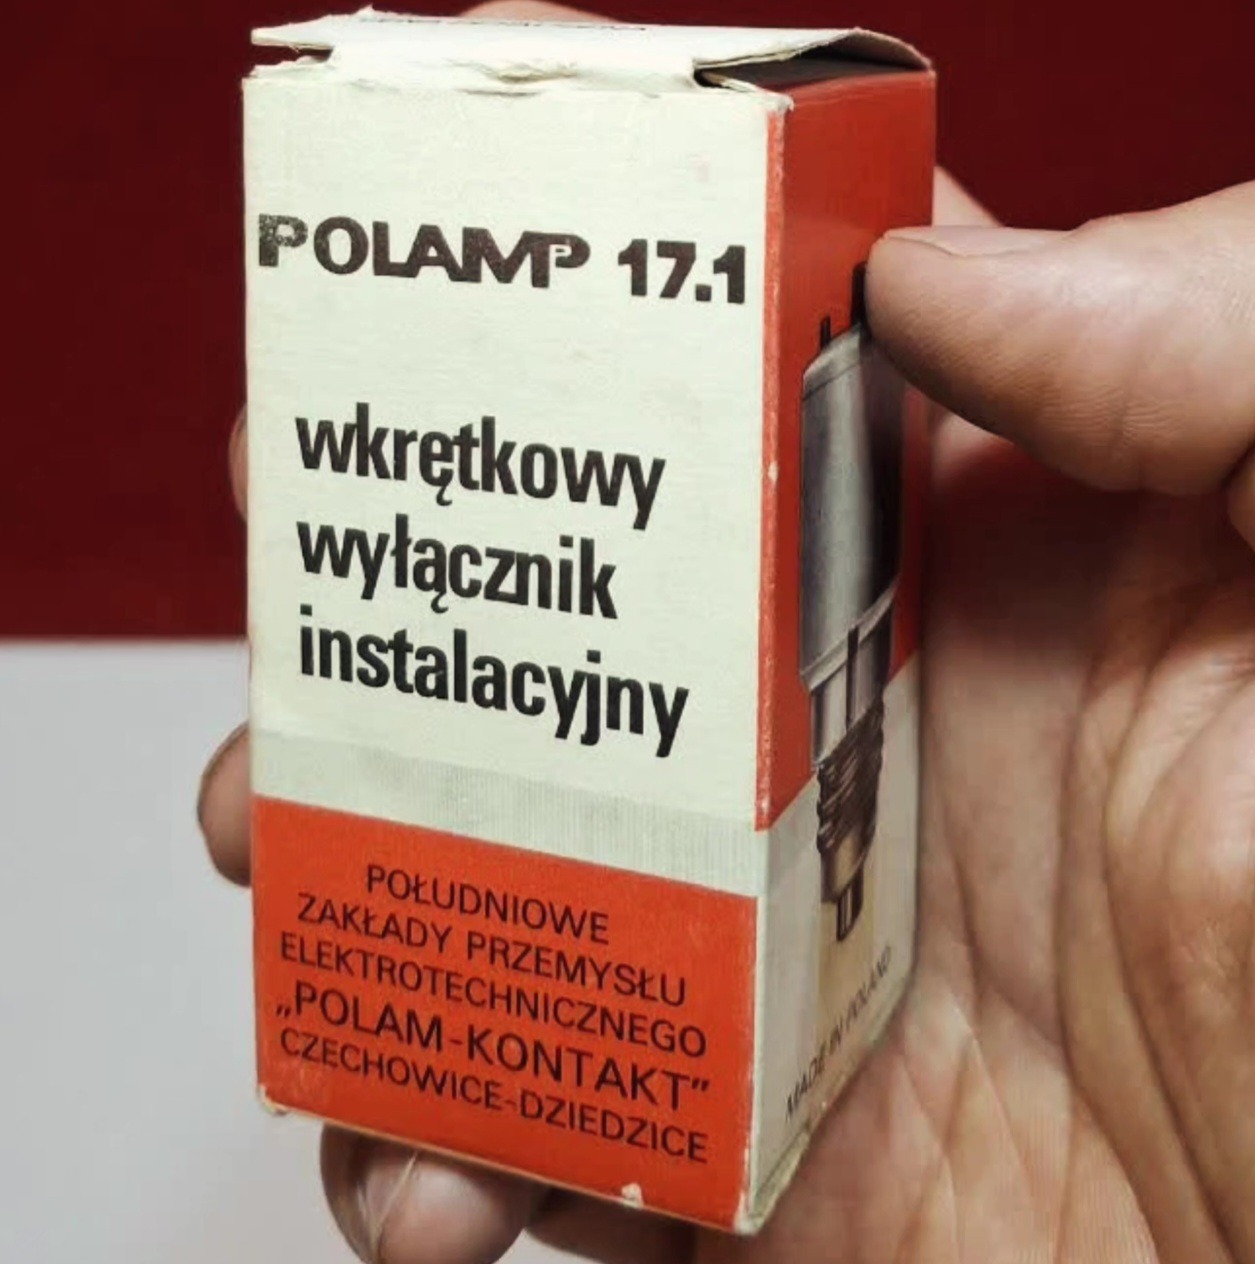 POLAMP 17.1
wkrętkowy
wyłącznik
instalacyjny
POŁUDNIOWE
ZAKŁADY PRZEMYSŁU
ELEKTROTECHNICZNEGO
„POLAM-KONTAKT”
CZECHOWICE-DZIEDZICE
MADE IN POLAND